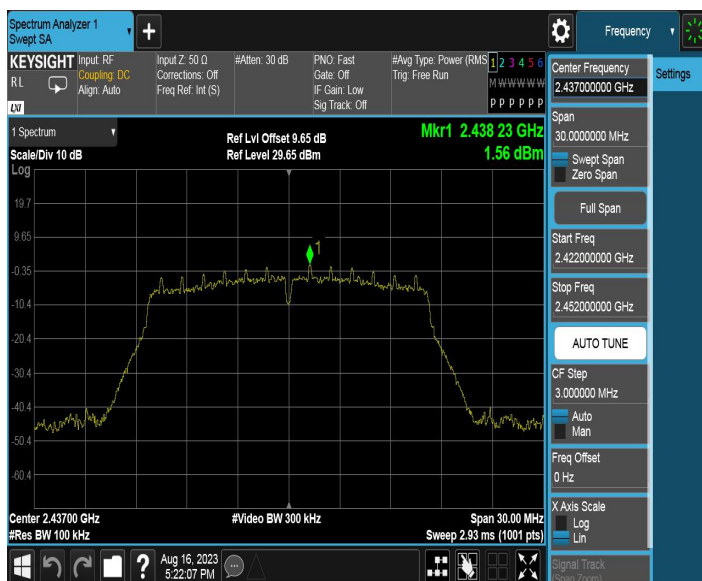 Spectrum Analyzer 1
Swept SA
Frequency
KEYSIGHT
RL
LXI
Input: RF
Coupling: DC
Align: Auto
Input Z: 50 Ω
Corrections: Off
Freq Ref: Int (S)
#Atten: 30 dB
PNO: Fast
Gate: Off
IF Gain: Low
Sig Track: Off
#Avg Type: Power (RMS
Trig: Free Run
1 2 3 4 5 6
M W W W W W
P P P P P P
1 Spectrum
Scale/Div 10 dB
Log
Ref Lvl Offset 9.65 dB
Ref Level 29.65 dBm
Mkr1 2.438 23 GHz
1.56 dBm
1
19.7
9.65
-0.35
-10.4
-20.4
-30.4
-40.4
-50.4
-60.4
Center 2.43700 GHz
#Res BW 100 kHz
#Video BW 300 kHz
Span 30.00 MHz
Sweep 2.93 ms (1001 pts)
Aug 16, 2023
5:22:07 PM
Center Frequency
2.437000000 GHz
Span
30.0000000 MHz
Swept Span
Zero Span
Full Span
Start Freq
2.422000000 GHz
Stop Freq
2.452000000 GHz
AUTO TUNE
CF Step
3.000000 MHz
Auto
Man
Freq Offset
0 Hz
X Axis Scale
Log
Lin
Signal Track
(Span Zoom)
Settings